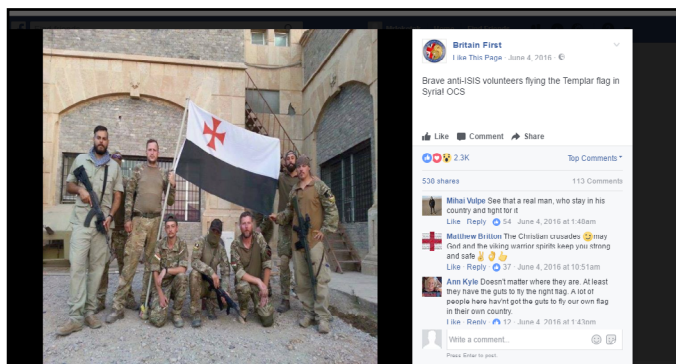 Britain First
Like This Page · June 4, 2016 ·
Brave anti-ISIS volunteers flying the Templar flag in
Syria! OCS
Like Comment Share
2.3K Top Comments
538 shares 113 Comments
Mihai Vulpe See that a real man, who stay in his
country and fight for it
Like · Reply · 54 · June 4, 2016 at 1:48am
Matthew Britton The Christian crusades may
God and the viking warrior spirits keep you strong
and safe
Like · Reply · 37 · June 4, 2016 at 10:51am
Ann Kyle Doesn't matter where they are. At least
they have the guts to fly the right flag. A lot of
people here hav'nt got the guts to fly our own flag
in their own country.
Like · Reply · 12 · June 4, 2016 at 1:43pm
Write a comment...
Press Enter to post.